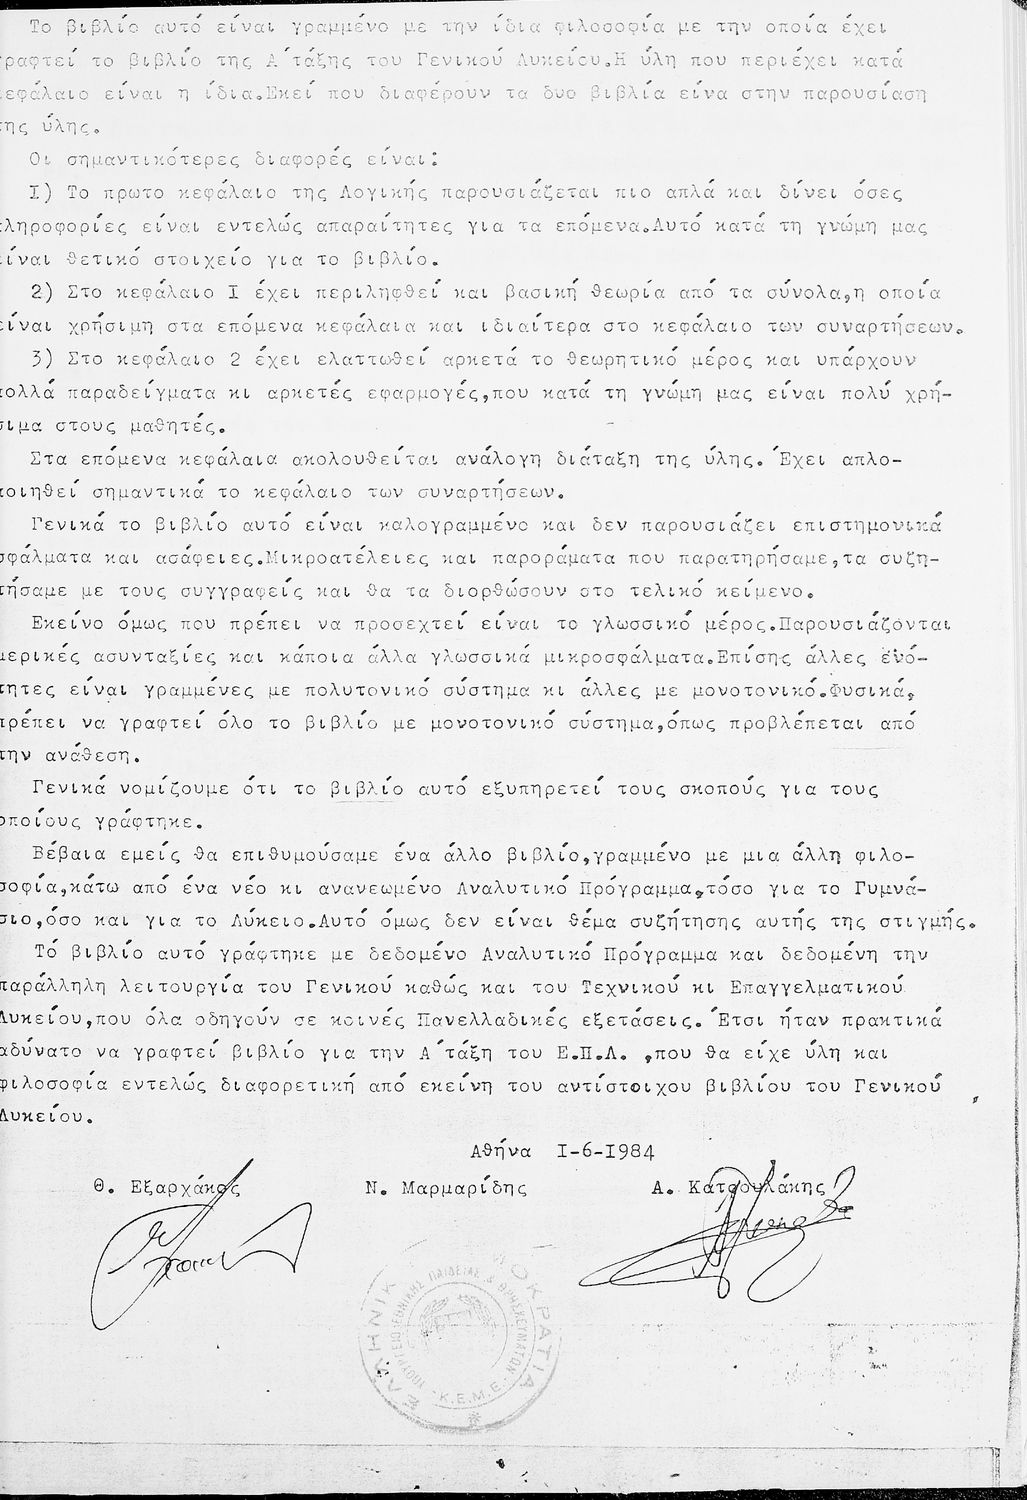 Το βιβλίο αυτό είναι γραμμένο με την ίδια φιλοσοφία με την οποία έχει
γραφτεί το βιβλίο της Α΄τάξης του Γενικού Λυκείου.Η ύλη που περιέχει κατά
κεφάλαιο είναι η ίδια.Εκεί που διαφέρουν τα δυο βιβλία είνα στην παρουσίαση
της ύλης.
Οι σημαντικότερες διαφορές είναι:
Ι) Το πρωτο κεφάλαιο της Λογικής παρουσιάζεται πιο απλά και δίνει όσες
πληροφορίες είναι εντελώς απαραίτητες για τα επόμενα.Αυτό κατά τη γνώμη μας
είναι θετικό στοιχείο για το βιβλίο.
2) Στο κεφάλαιο Ι έχει περιληφθεί και βασική θεωρία από τα σύνολα,η οποία
είναι χρήσιμη στα επόμενα κεφάλαια και ιδιαίτερα στο κεφάλαιο των συναρτήσεων.
3) Στο κεφάλαιο 2 έχει ελαττωθεί αρκετά το θεωρητικό μέρος και υπάρχουν
πολλά παραδείγματα κι αρκετές εφαρμογές,που κατά τη γνώμη μας είναι πολύ χρή-
σιμα στους μαθητές.
Στα επόμενα κεφάλαια ακολουθείται ανάλογη διάταξη της ύλης. Έχει απλο-
ποιηθεί σημαντικά το κεφάλαιο των συναρτήσεων.
Γενικά το βιβλίο αυτό είναι καλογραμμένο και δεν παρουσιάζει επιστημονικά
σφάλματα και ασάφειες.Μικροατέλειες και παροράματα που παρατηρήσαμε,τα συζη-
τήσαμε με τους συγγραφείς και θα τα διορθώσουν στο τελικό κείμενο.
Εκείνο όμως που πρέπει να προσεχτεί είναι το γλωσσικό μέρος.Παρουσιάζονται
μερικές ασυνταξίες και κάποια άλλα γλωσσικά μικροσφάλματα.Επίσης άλλες ενό-
τητες είναι γραμμένες με πολυτονικό σύστημα κι άλλες με μονοτονικό.Φυσικά,
πρέπει να γραφτεί όλο το βιβλίο με μονοτονικό σύστημα,όπως προβλέπεται από
την ανάθεση.
Γενικά νομίζουμε ότι το βιβλίο αυτό εξυπηρετεί τους σκοπούς για τους
οποίους γράφτηκε.
Βέβαια εμείς θα επιθυμούσαμε ένα άλλο βιβλίο,γραμμένο με μια άλλη φιλο-
σοφία,κάτω από ένα νέο κι ανανεωμένο Αναλυτικό Πρόγραμμα,τόσο για το Γυμνά-
σιο,όσο και για το Λύκειο.Αυτό όμως δεν είναι θέμα συζήτησης αυτής της στιγμής.
Τό βιβλίο αυτό γράφτηκε με δεδομένο Αναλυτικό Πρόγραμμα και δεδομένη την
παράλληλη λειτουργία του Γενικού καθώς και του Τεχνικού κι Επαγγελματικού
Λυκείου,που όλα οδηγούν σε κοινές Πανελλαδικές εξετάσεις. Έτσι ήταν πρακτικά
αδύνατο να γραφτεί βιβλίο για την Α΄τάξη του Ε.Π.Λ. ,που θα είχε ύλη και
φιλοσοφία εντελώς διαφορετική από εκείνη του αντίστοιχου βιβλίου του Γενικού
Λυκείου.
Αθήνα Ι-6-1984
Θ. Εξαρχάκος Ν. Μαρμαρίδης Α. Κατσουλάκης
ΕΛΛΗΝΙΚ ΟΚΡΑΤΙΑ
ΥΠΟΥΡΓΕΙΟ ΕΘΝΙΚΗΣ ΠΑΙΔΕΙΑΣ & ΘΡΗΣΚΕΥΜΑΤΩΝ
Κ.Ε.Μ.Ε.